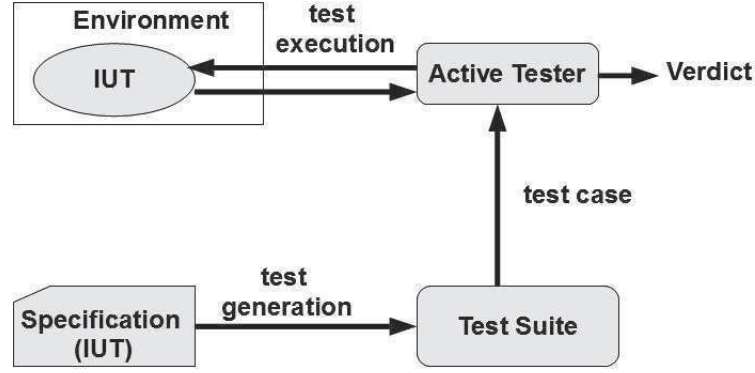 Environment
test
execution
IUT
Active Tester
Verdict
test case
test
generation
Specification
(IUT)
Test Suite